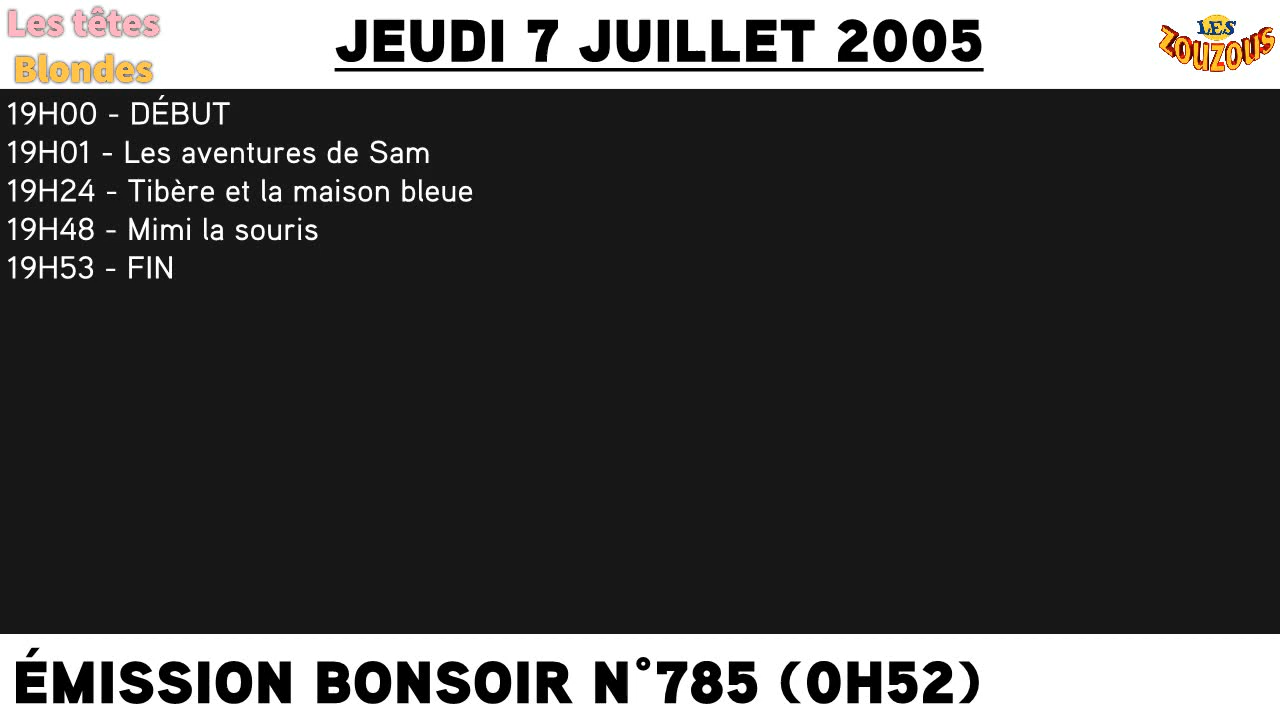 Les têtes
Blondes
JEUDI 7 JUILLET 2005
LES
ZOUZOUS
19H00 - DÉBUT
19H01 - Les aventures de Sam
19H24 - Tibère et la maison bleue
19H48 - Mimi la souris
19H53 - FIN
ÉMISSION BONSOIR N°785 (0H52)